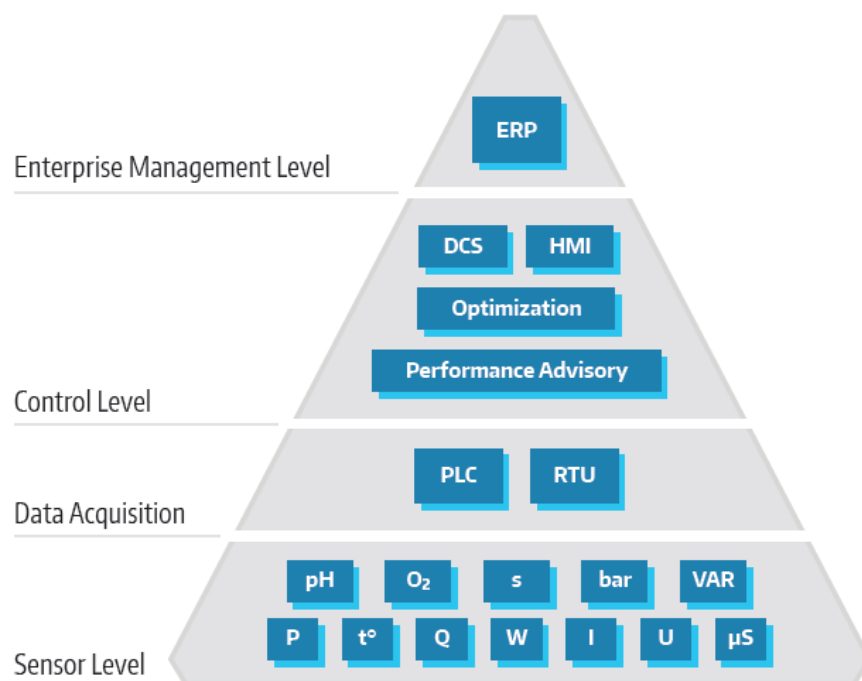 ERP
Enterprise Management Level
DCS HMI
Optimization
Performance Advisory
Control Level
PLC RTU
Data Acquisition
pH O₂ s bar VAR
P t° Q W I U µS
Sensor Level